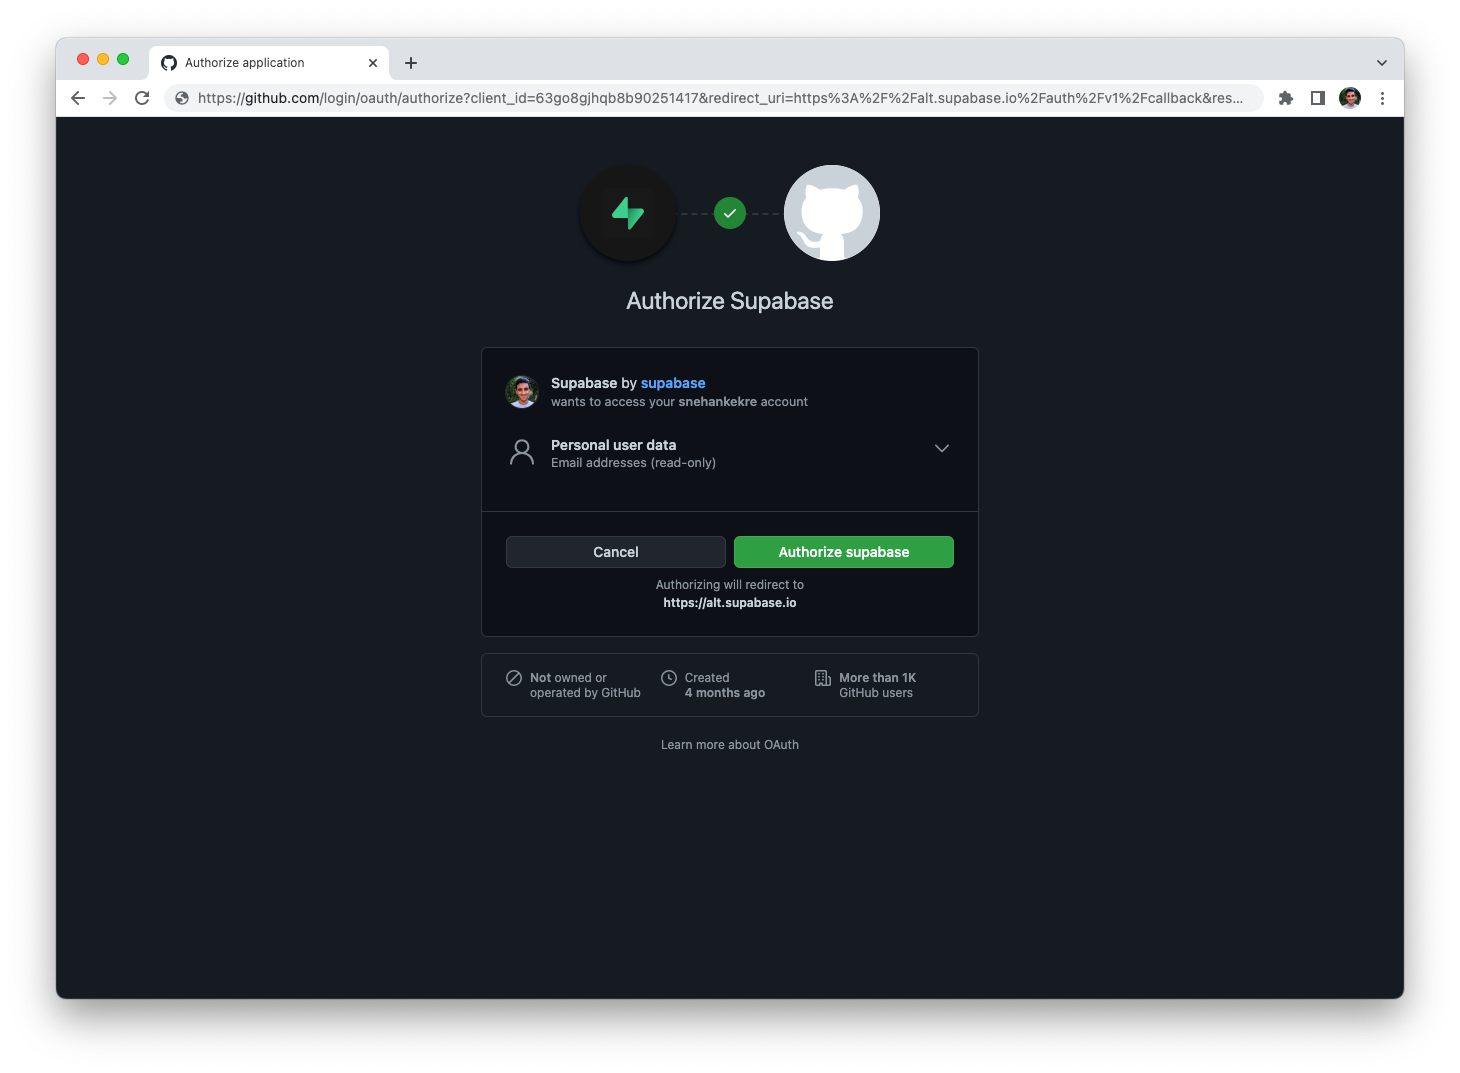 Authorize application
https://github.com/login/oauth/authorize?client_id=63go8gjhqb8b90251417&redirect_uri=https%3A%2F%2Falt.supabase.io%2Fauth%2Fv1%2Fcallback&res...
Authorize Supabase
Supabase by supabase
wants to access your snehankekre account
Personal user data
Email addresses (read-only)
Cancel
Authorize supabase
Authorizing will redirect to
https://alt.supabase.io
Not owned or
operated by GitHub
Created
4 months ago
More than 1K
GitHub users
Learn more about OAuth